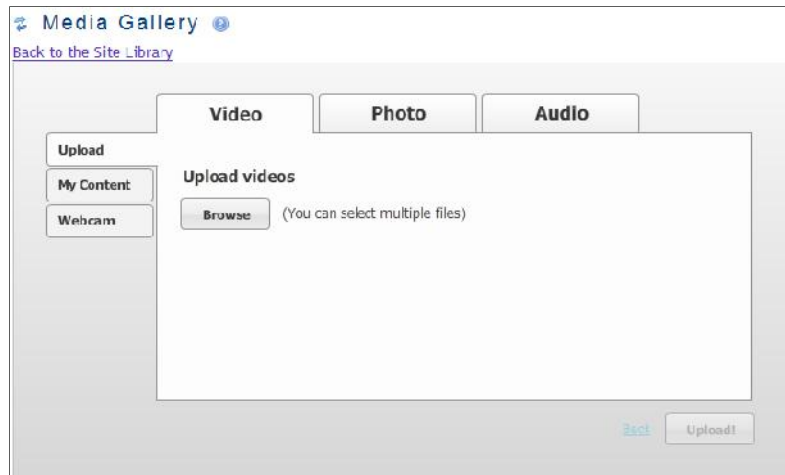 Media Gallery
Back to the Site Library
Video Photo Audio
Upload
My Content
Webcam
Upload videos
Browse (You can select multiple files)
Back Upload!